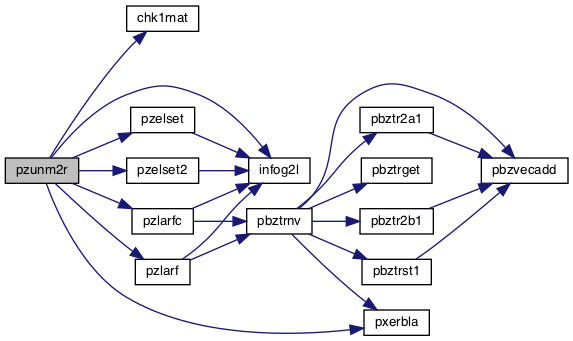 chk1mat
pzelset
pbztr2a1
pzunm2r
pzelset2
infog2l
pbztrget
pbzvecadd
pzlarfc
pbztrnv
pbztr2b1
pzlarf
pbztrst1
pxerbla